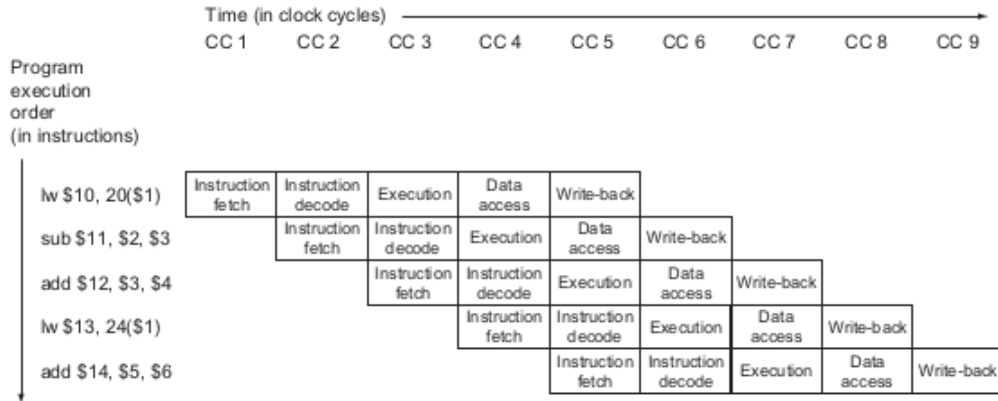 Time (in clock cycles)
CC 1 CC 2 CC 3 CC 4 CC 5 CC 6 CC 7 CC 8 CC 9
Program
execution
order
(in instructions)
lw $10, 20($1) Instruction fetch Instruction decode Execution Data access Write-back
sub $11, $2, $3 Instruction fetch Instruction decode Execution Data access Write-back
add $12, $3, $4 Instruction fetch Instruction decode Execution Data access Write-back
lw $13, 24($1) Instruction fetch Instruction decode Execution Data access Write-back
add $14, $5, $6 Instruction fetch Instruction decode Execution Data access Write-back